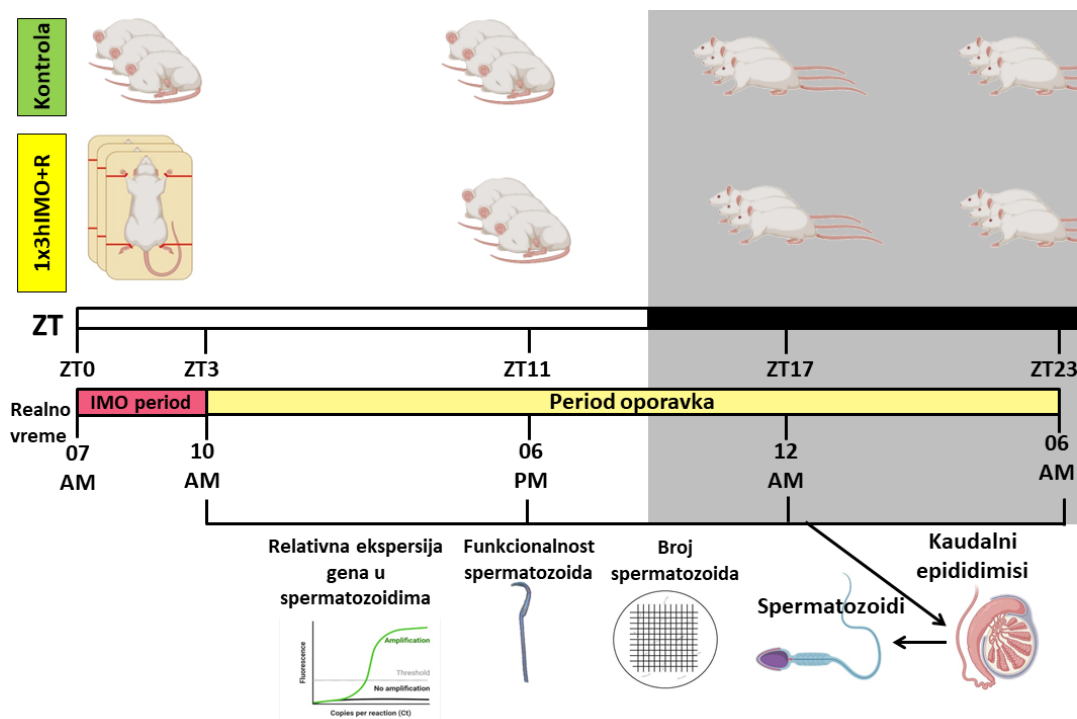 Kontrola
1x3hIMO+R
ZT
ZT0
ZT3
ZT11
ZT17
ZT23
Realno
vreme
IMO period
Period oporavka
07
AM
10
AM
06
PM
12
AM
06
AM
Relativna ekspersija
gena u
spermatozoidima
Funkcionalnost
spermatozoida
Broj
spermatozoida
Kaudalni
epididimisi
Spermatozoidi
Fluorescence
Amplification
Threshold
No amplification
Copies per reaction (Ct)